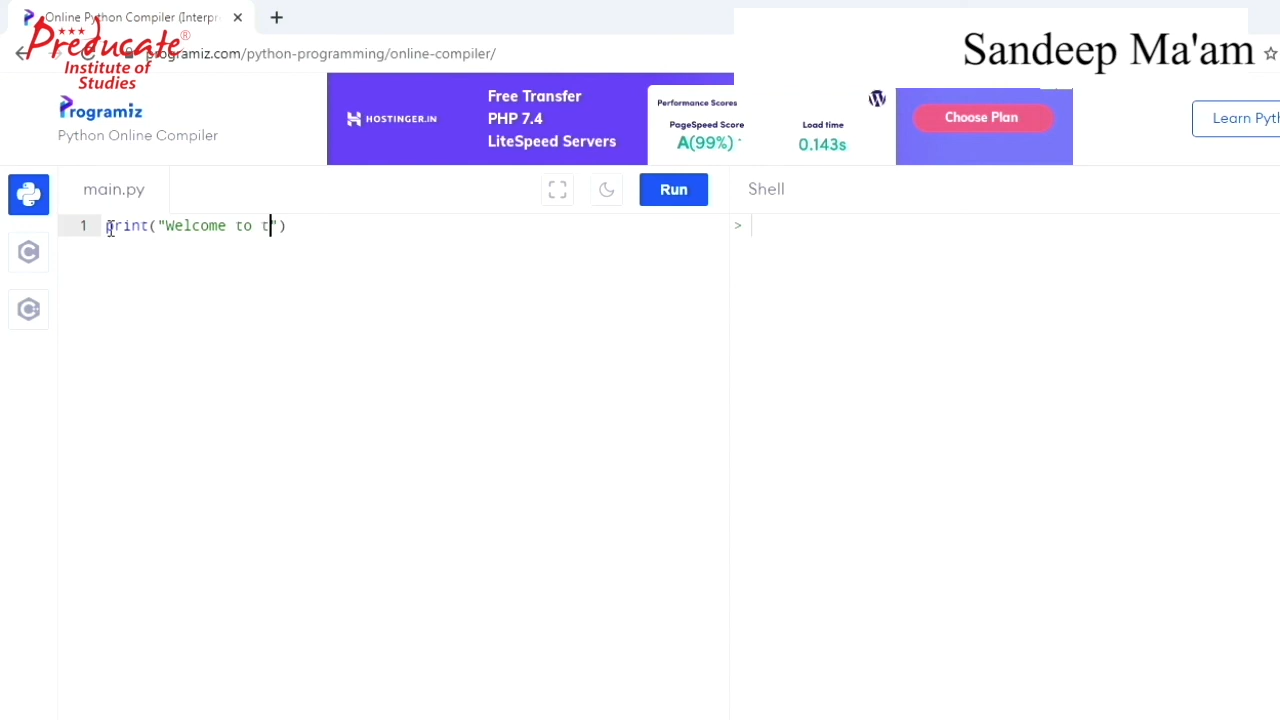 Online Python Compiler (Interpr
Preducate®
Institute of
Studies
programiz.com/python-programming/online-compiler/
Sandeep Ma'am
Programiz
Python Online Compiler
HOSTINGER.IN
Free Transfer
PHP 7.4
LiteSpeed Servers
Performance Scores
PageSpeed Score
A(99%)
Load time
0.143s
Choose Plan
Learn Pyth
main.py
Run
Shell
1 print("Welcome to t")
>